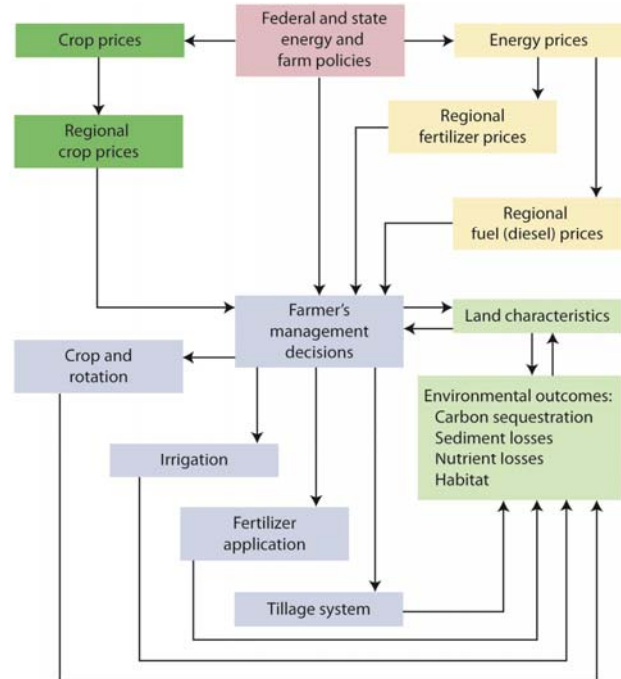 Crop prices
Federal and state
energy and
farm policies
Energy prices
Regional
crop prices
Regional
fertilizer prices
Regional
fuel (diesel) prices
Farmer’s
management
decisions
Land characteristics
Crop and
rotation
Environmental outcomes:
Carbon sequestration
Sediment losses
Nutrient losses
Habitat
Irrigation
Fertilizer
application
Tillage system